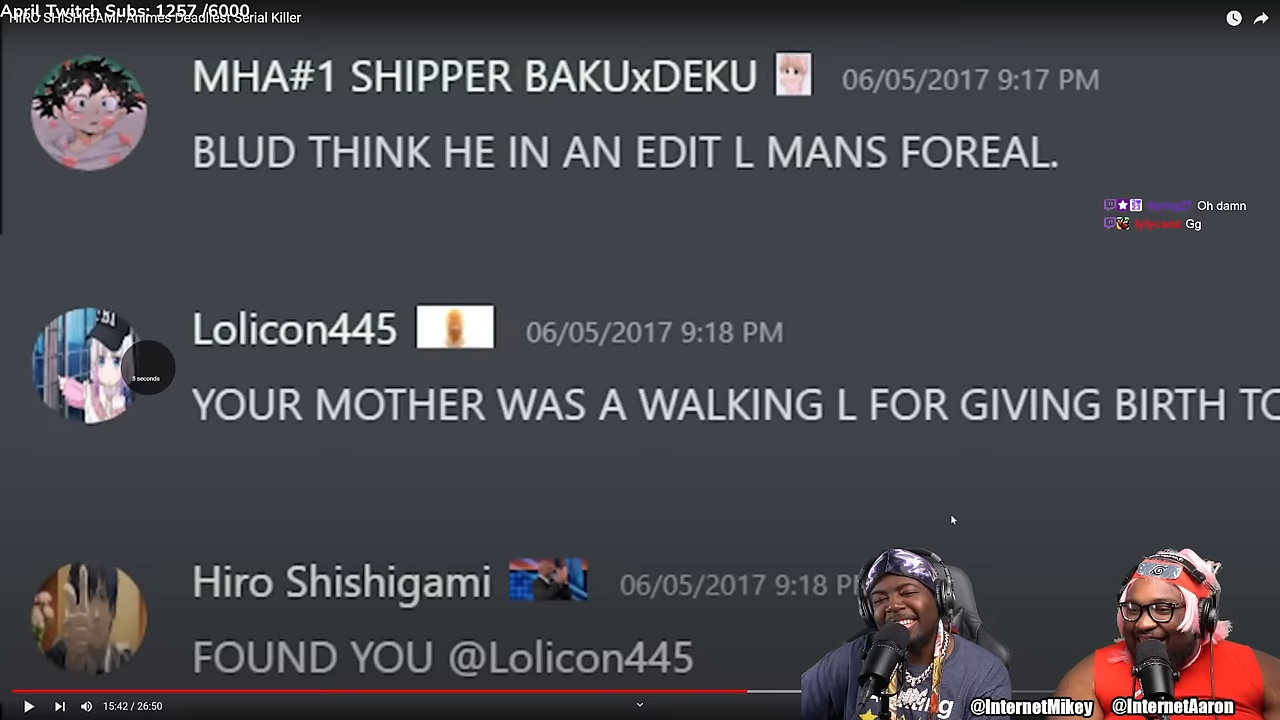 April Twitch Subs: 1257 /6000
HIRO SHISHIGAMI: Animes Deadliest Serial Killer
MHA#1 SHIPPER BAKUxDEKU 06/05/2017 9:17 PM
BLUD THINK HE IN AN EDIT L MANS FOREAL.
Oh damn
Gg
Lolicon445 06/05/2017 9:18 PM
5 seconds
YOUR MOTHER WAS A WALKING L FOR GIVING BIRTH TO
Hiro Shishigami 06/05/2017 9:18 PM
FOUND YOU @Lolicon445
15:42 / 26:50
@InternetMikey @InternetAaron